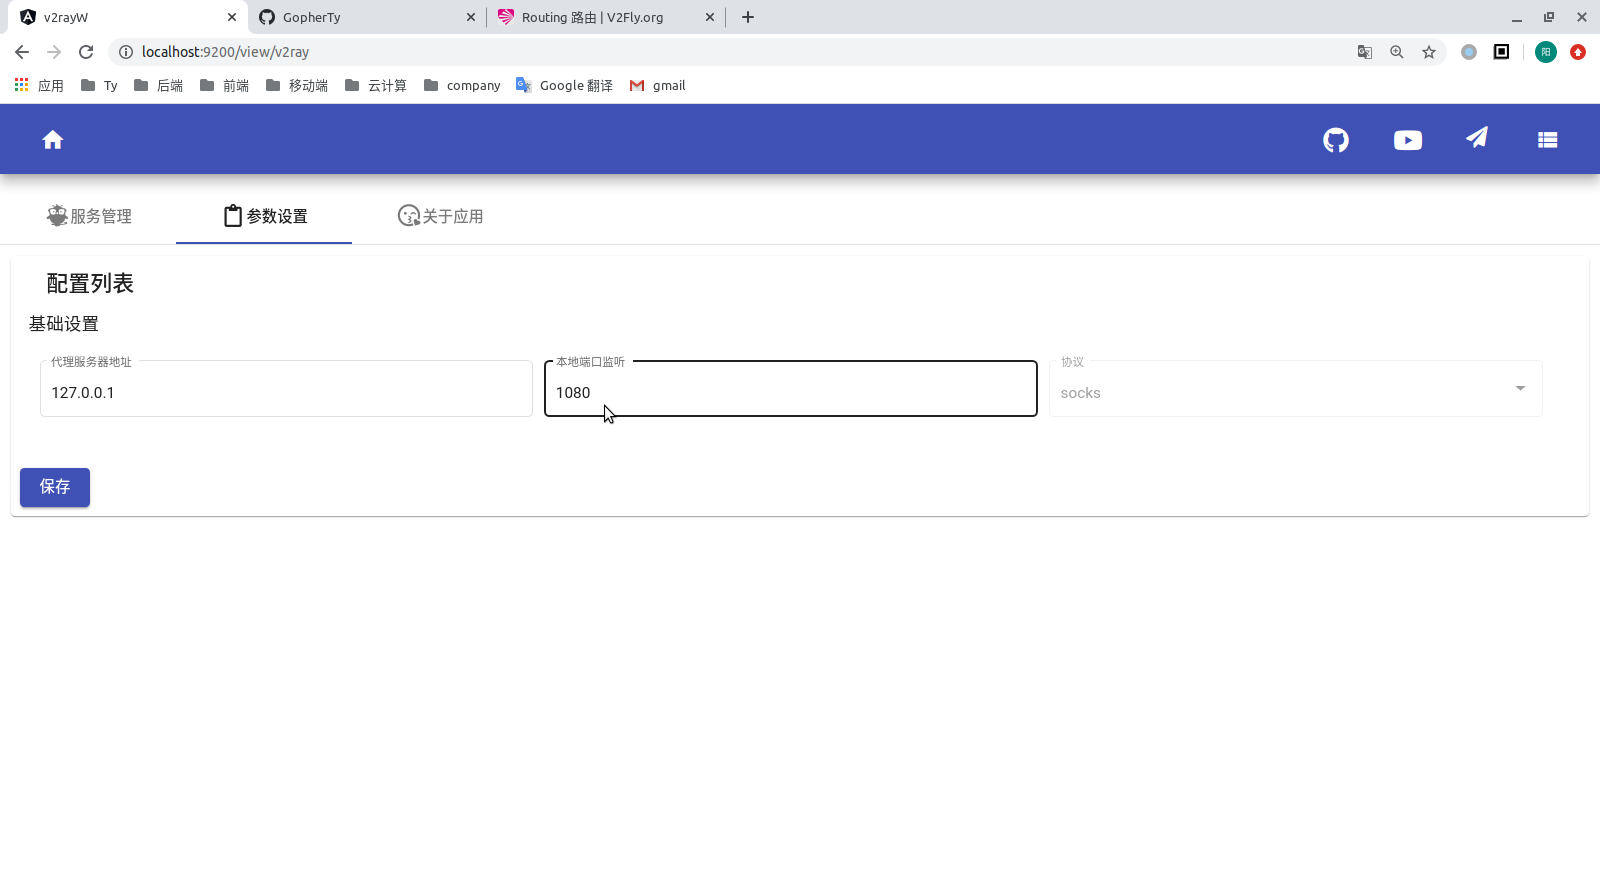 v2rayW
GopherTy
Routing 路由 | V2Fly.org
localhost:9200/view/v2ray
阳
应用
Ty
后端
前端
移动端
云计算
company
Google 翻译
gmail
服务管理
参数设置
关于应用
配置列表
基础设置
代理服务器地址
本地端口监听
协议
127.0.0.1
1080
socks
保存